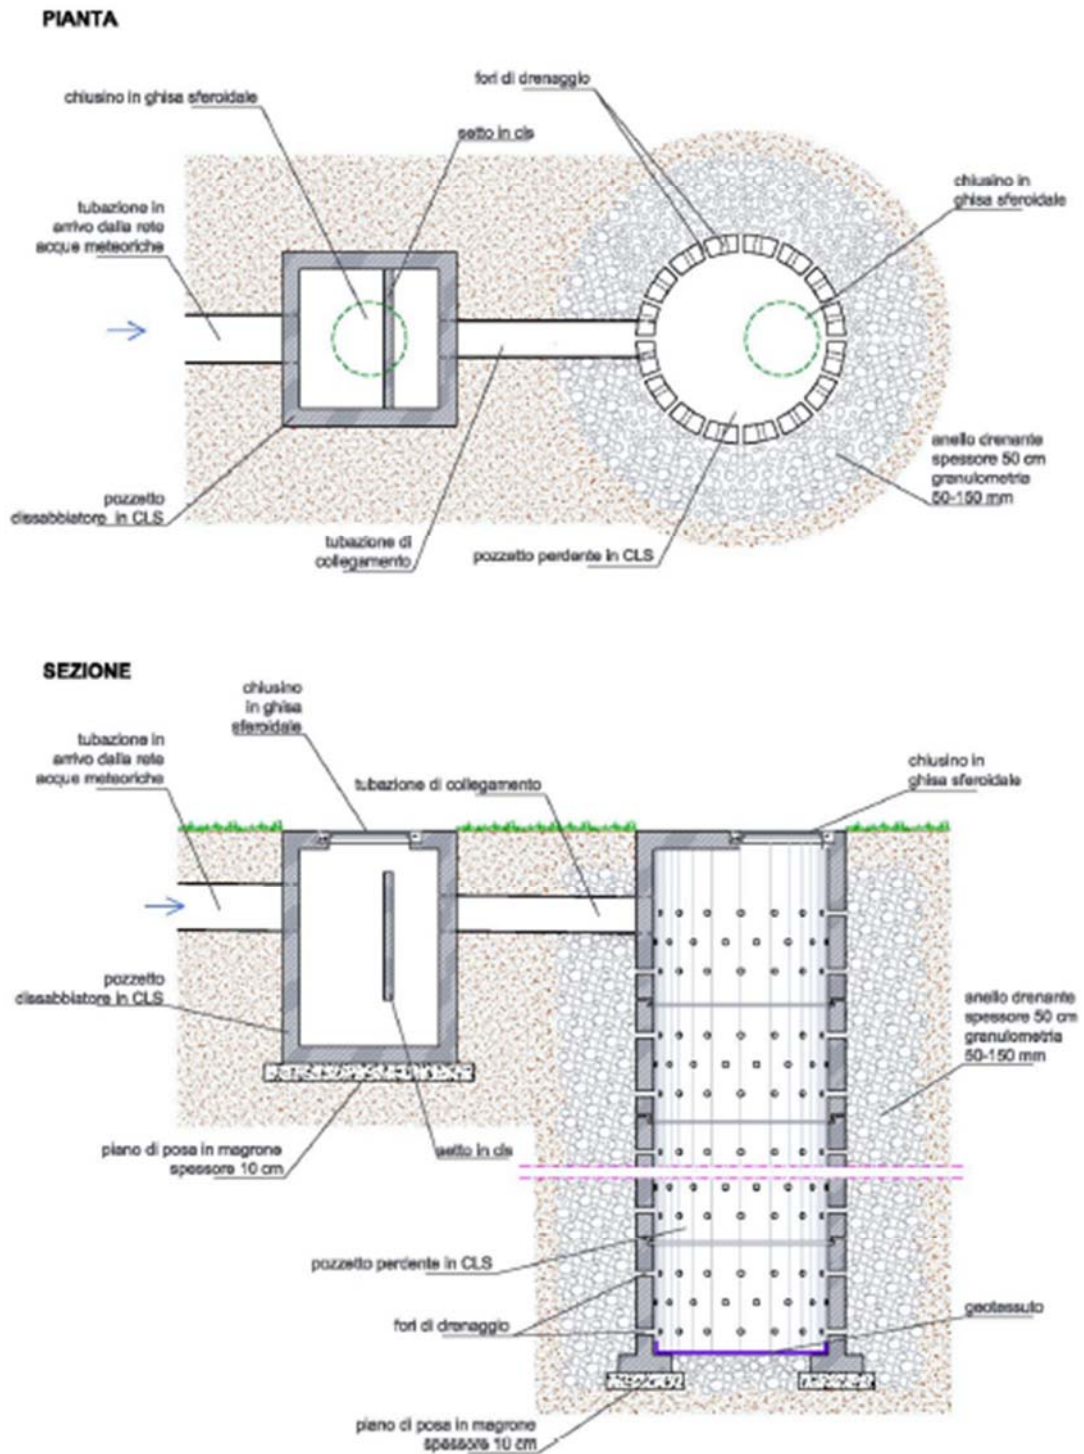 PIANTA
fori di drenaggio
chiusino in ghisa sferoidale
setto in cls
chiusino in
ghisa sferoidale
tubazione in
arrivo dalla rete
acque meteoriche
anello drenante
spessore 50 cm
granulometria
50-150 mm
pozzetto
dissabbiatore in CLS
tubazione di
collegamento
pozzetto perdente in CLS
SEZIONE
chiusino
in ghisa
sferoidale
tubazione in
arrivo dalla rete
acque meteoriche
tubazione di collegamento
chiusino in
ghisa sferoidale
pozzetto
dissabbiatore in CLS
anello drenante
spessore 50 cm
granulometria
50-150 mm
piano di posa in magrone
spessore 10 cm
setto in cls
pozzetto perdente in CLS
fori di drenaggio
geotessuto
piano di posa in magrone
spessore 10 cm